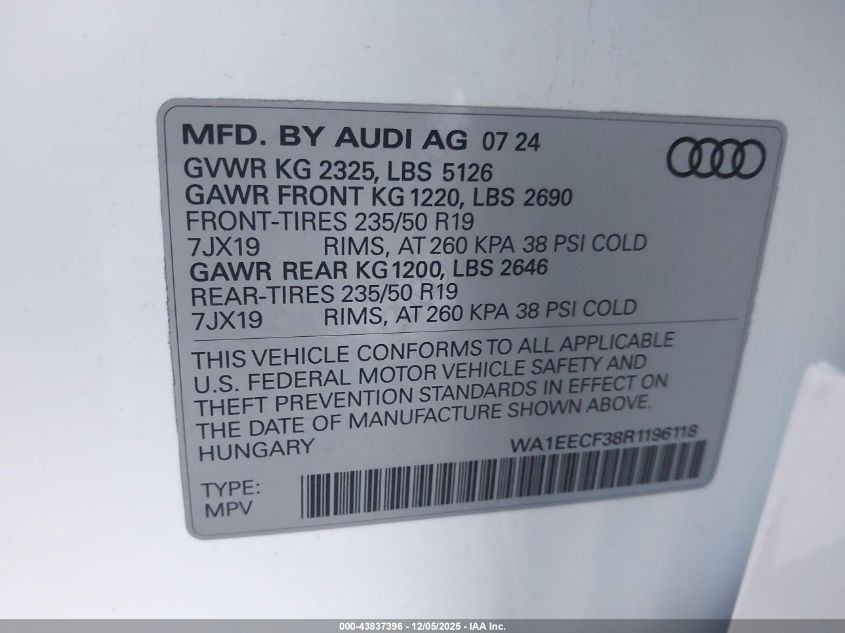 MFD. BY AUDI AG 07 24
GVWR KG 2325, LBS 5126
GAWR FRONT KG 1220, LBS 2690
FRONT-TIRES 235/50 R19
7JX19 RIMS, AT 260 KPA 38 PSI COLD
GAWR REAR KG 1200, LBS 2646
REAR-TIRES 235/50 R19
7JX19 RIMS, AT 260 KPA 38 PSI COLD
THIS VEHICLE CONFORMS TO ALL APPLICABLE
U.S. FEDERAL MOTOR VEHICLE SAFETY AND
THEFT PREVENTION STANDARDS IN EFFECT ON
THE DATE OF MANUFACTURE SHOWN ABOVE.
HUNGARY WA1EECF38R1196118
TYPE:
MPV
000-43837396 - 12/05/2025 - IAA Inc.